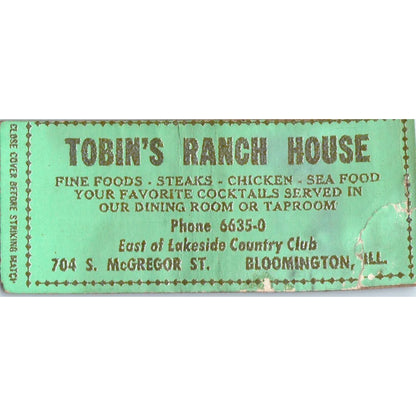 CLOSE COVER BEFORE STRIKING MATCH
TOBIN'S RANCH HOUSE
FINE FOODS - STEAKS - CHICKEN - SEA FOOD
YOUR FAVORITE COCKTAILS SERVED IN
OUR DINING ROOM OR TAPROOM
Phone 6635-0
East of Lakeside Country Club
704 S. McGREGOR ST. BLOOMINGTON, ILL.